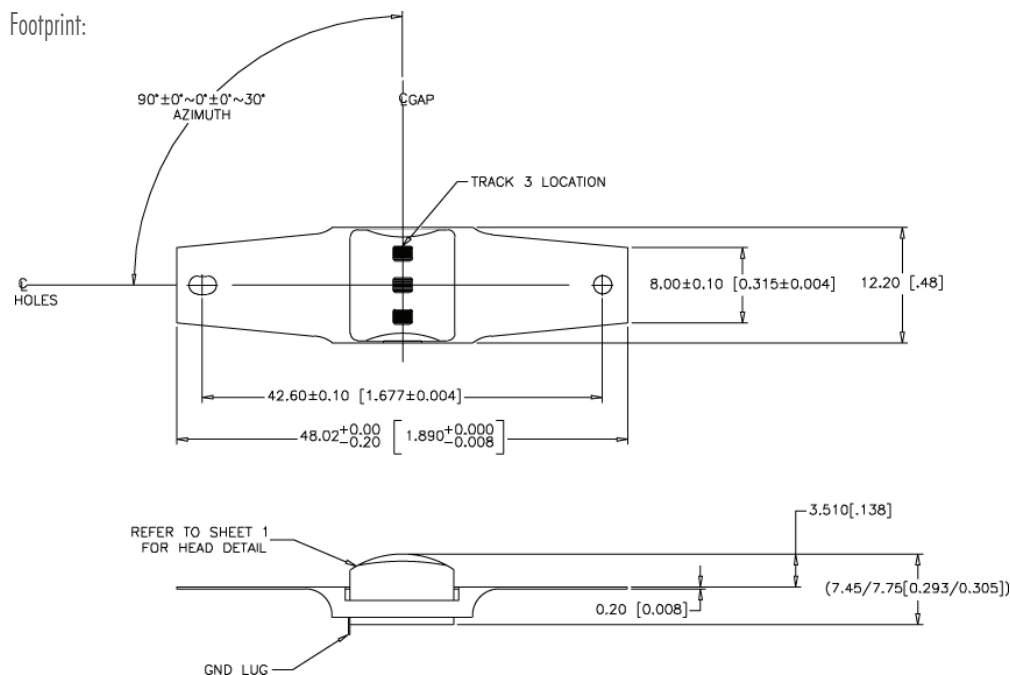 Footprint:
90°±0°~0°±0°~30°
AZIMUTH
℄GAP
TRACK 3 LOCATION
℄
HOLES
8.00±0.10 [0.315±0.004]
12.20 [.48]
42.60±0.10 [1.677±0.004]
48.02+0.00-0.20 [1.890+0.000-0.008]
3.510[.138]
REFER TO SHEET 1
FOR HEAD DETAIL
(7.45/7.75[0.293/0.305])
0.20 [0.008]
GND LUG